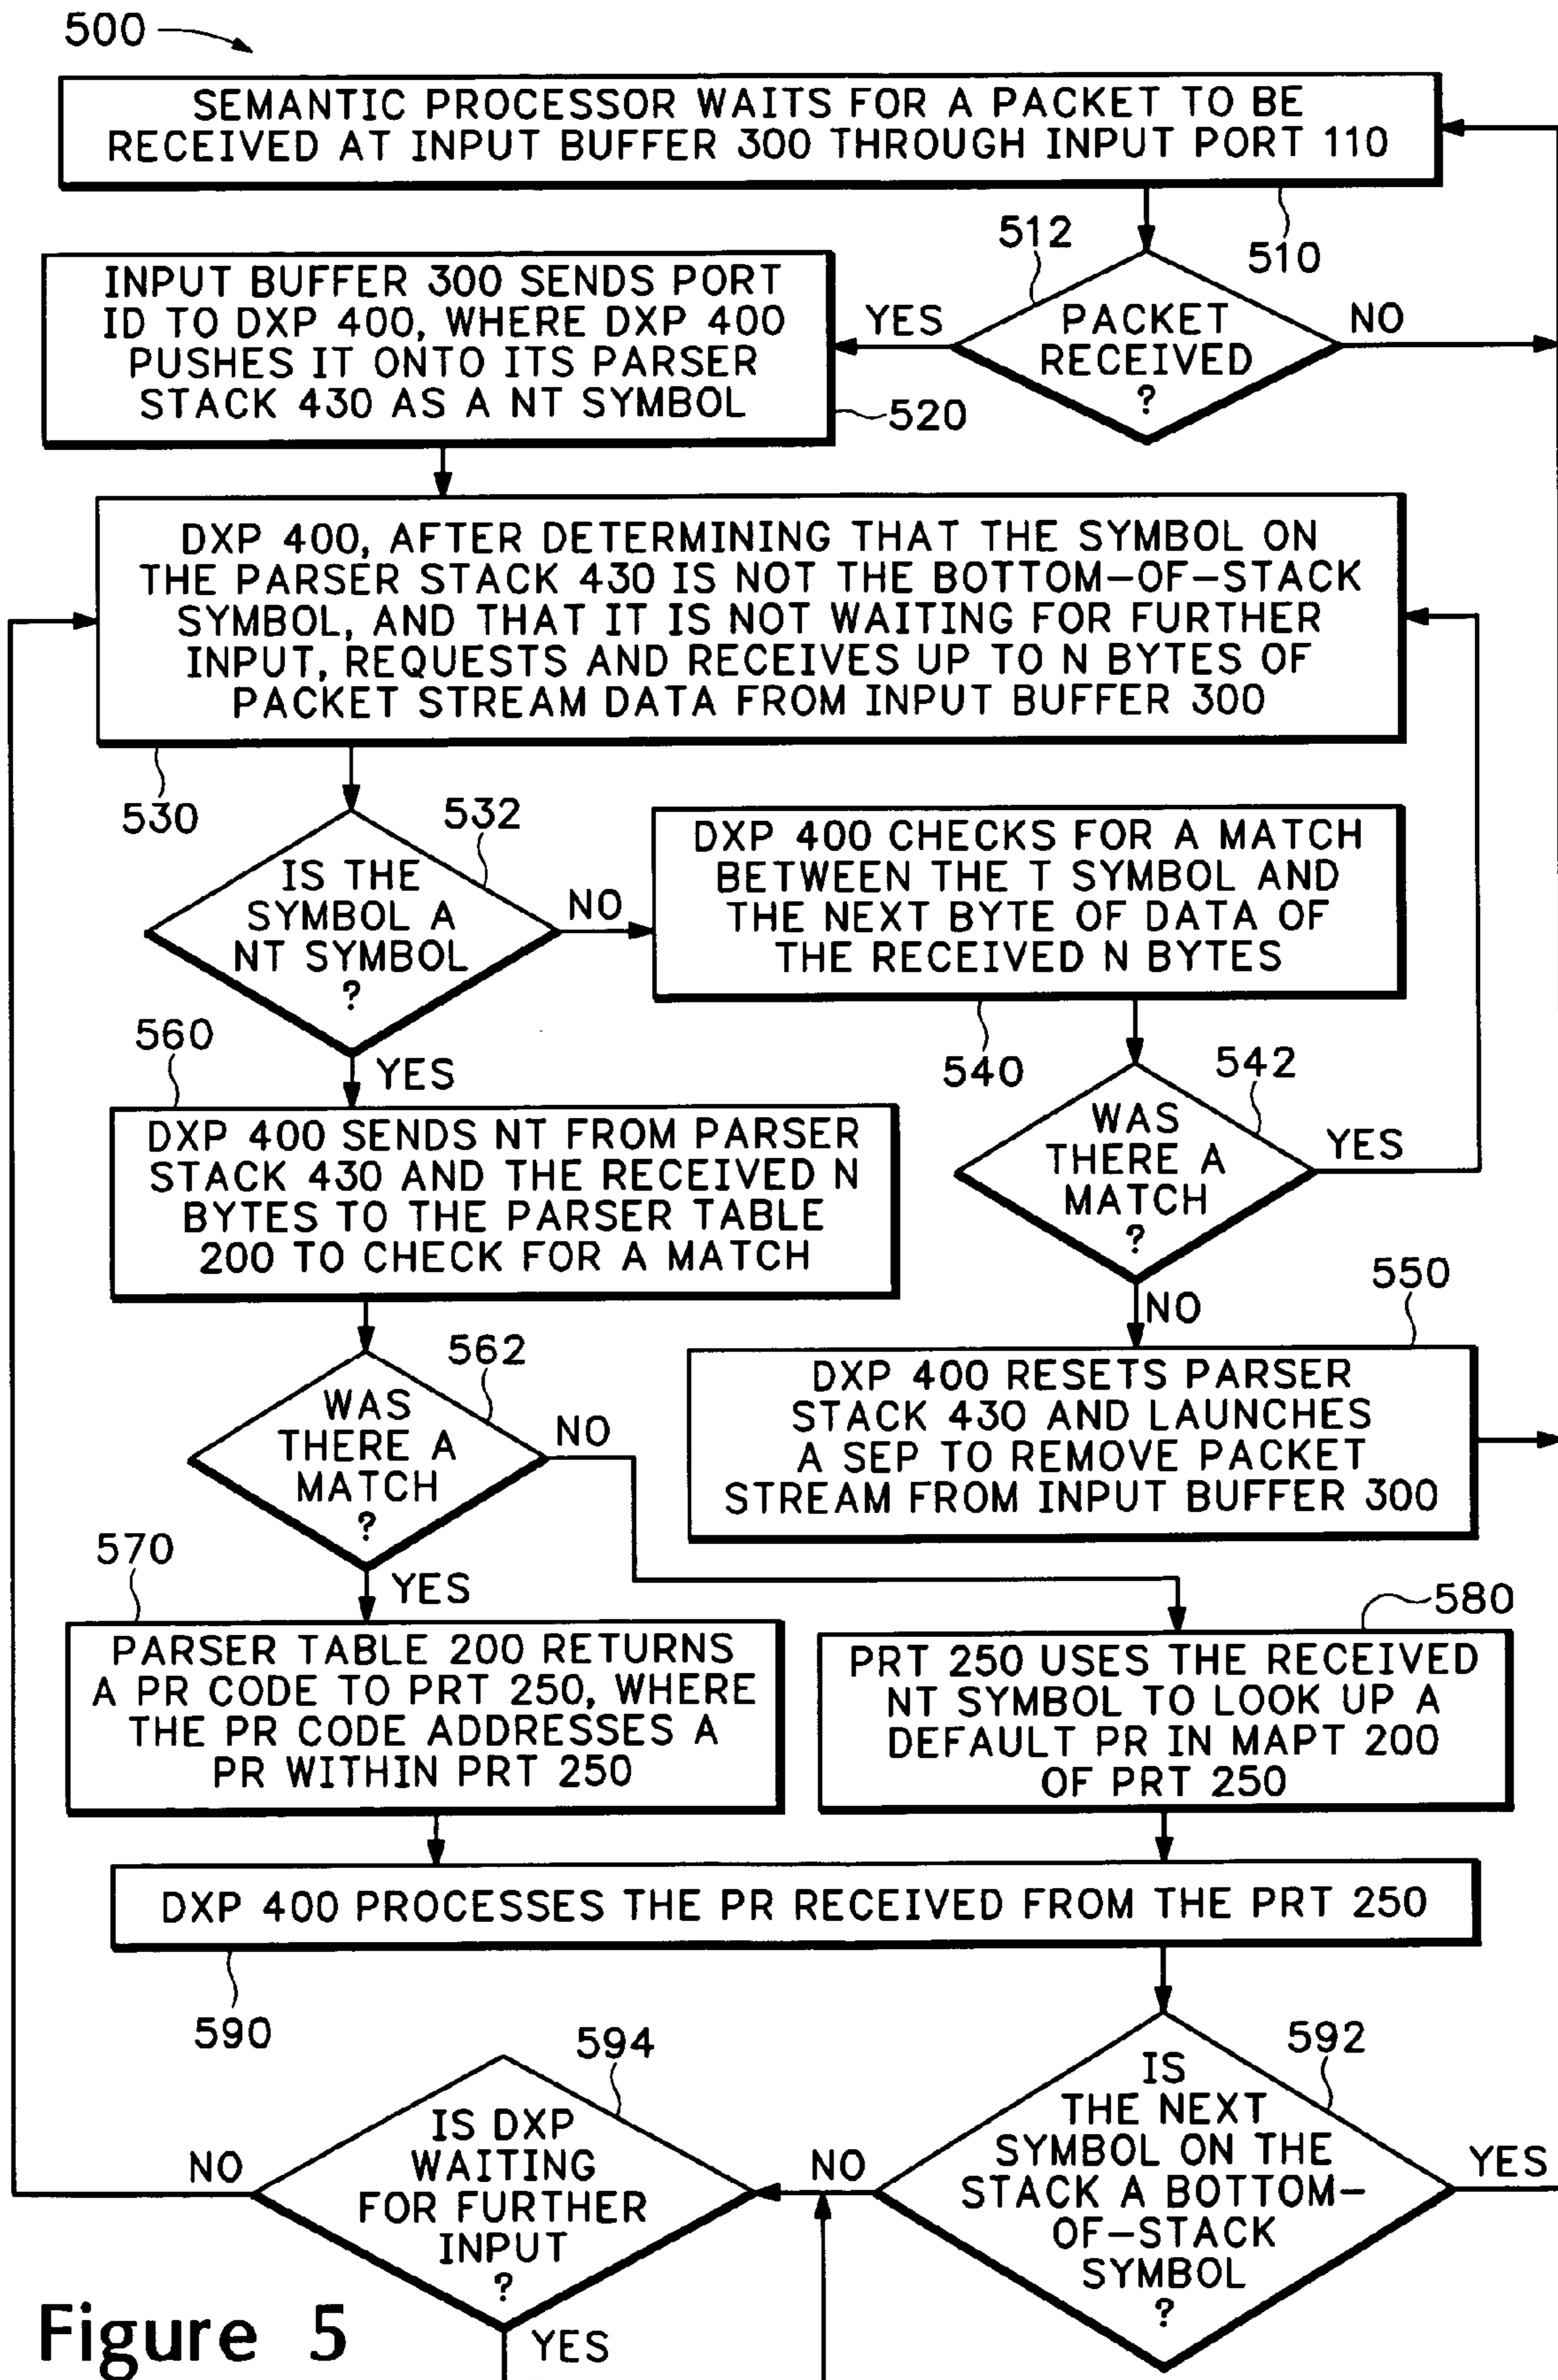 500
SEMANTIC PROCESSOR WAITS FOR A PACKET TO BE
RECEIVED AT INPUT BUFFER 300 THROUGH INPUT PORT 110
510
512
PACKET
RECEIVED
?
YES
NO
INPUT BUFFER 300 SENDS PORT
ID TO DXP 400, WHERE DXP 400
PUSHES IT ONTO ITS PARSER
STACK 430 AS A NT SYMBOL
520
DXP 400, AFTER DETERMINING THAT THE SYMBOL ON
THE PARSER STACK 430 IS NOT THE BOTTOM-OF-STACK
SYMBOL, AND THAT IT IS NOT WAITING FOR FURTHER
INPUT, REQUESTS AND RECEIVES UP TO N BYTES OF
PACKET STREAM DATA FROM INPUT BUFFER 300
530
532
IS THE
SYMBOL A
NT SYMBOL
?
NO
YES
DXP 400 CHECKS FOR A MATCH
BETWEEN THE T SYMBOL AND
THE NEXT BYTE OF DATA OF
THE RECEIVED N BYTES
540
542
WAS
THERE A
MATCH
?
YES
NO
560
DXP 400 SENDS NT FROM PARSER
STACK 430 AND THE RECEIVED N
BYTES TO THE PARSER TABLE
200 TO CHECK FOR A MATCH
550
DXP 400 RESETS PARSER
STACK 430 AND LAUNCHES
A SEP TO REMOVE PACKET
STREAM FROM INPUT BUFFER 300
562
WAS
THERE A
MATCH
?
NO
YES
570
PARSER TABLE 200 RETURNS
A PR CODE TO PRT 250, WHERE
THE PR CODE ADDRESSES A
PR WITHIN PRT 250
580
PRT 250 USES THE RECEIVED
NT SYMBOL TO LOOK UP A
DEFAULT PR IN MAPT 200
OF PRT 250
DXP 400 PROCESSES THE PR RECEIVED FROM THE PRT 250
590
592
IS
THE NEXT
SYMBOL ON THE
STACK A BOTTOM-
OF-STACK
SYMBOL
?
YES
NO
594
IS DXP
WAITING
FOR FURTHER
INPUT
?
NO
YES
Figure 5